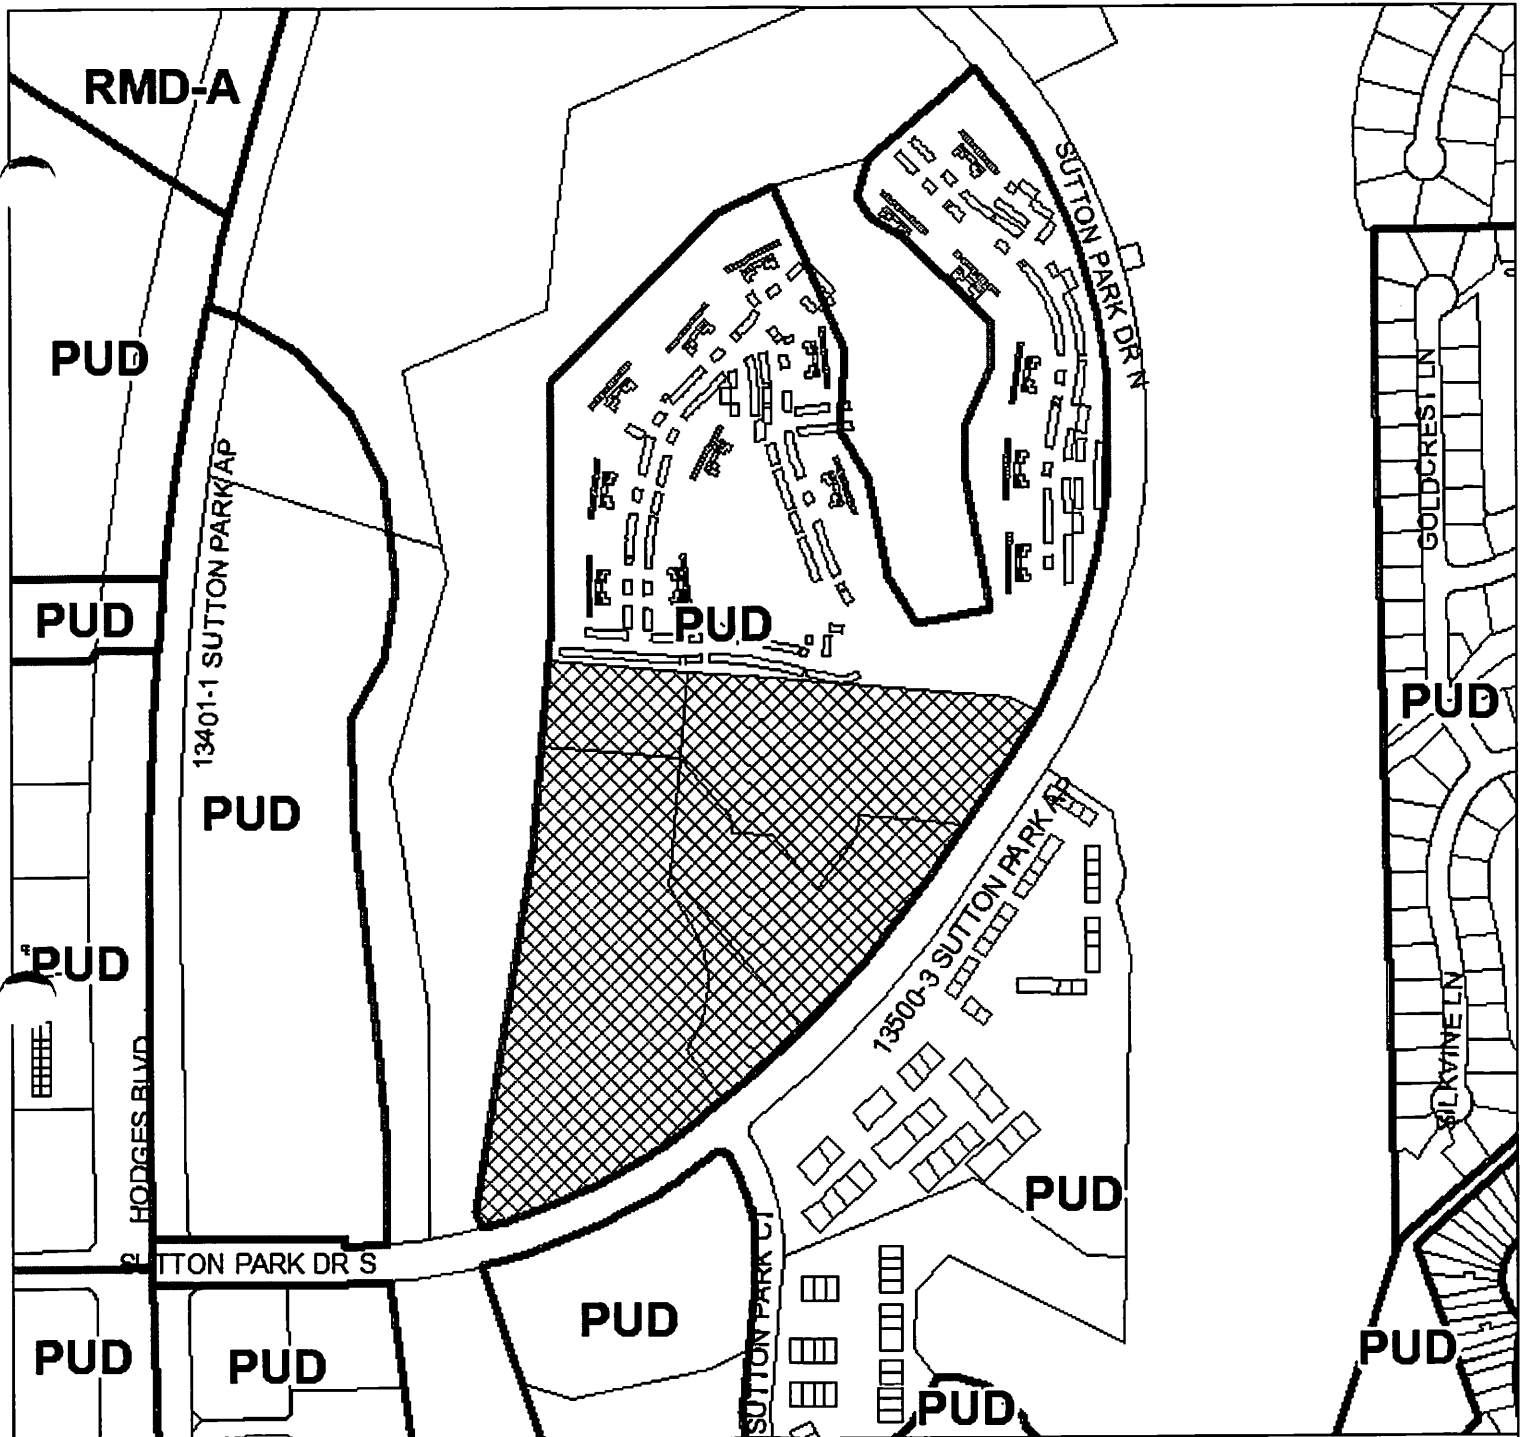 RMD-A
SUTTON PARK DR N
PUD
GOLDCREST LN
13401-1 SUTTON PARK AP
PUD
PUD
PUD
PUD
13500-3 SUTTON PARK AP
PUD
SILKVINE LN
HODGES BLVD
PUD
SUTTON PARK DR S
SUTTON PARK CT
PUD
PUD
PUD
PUD
PUD